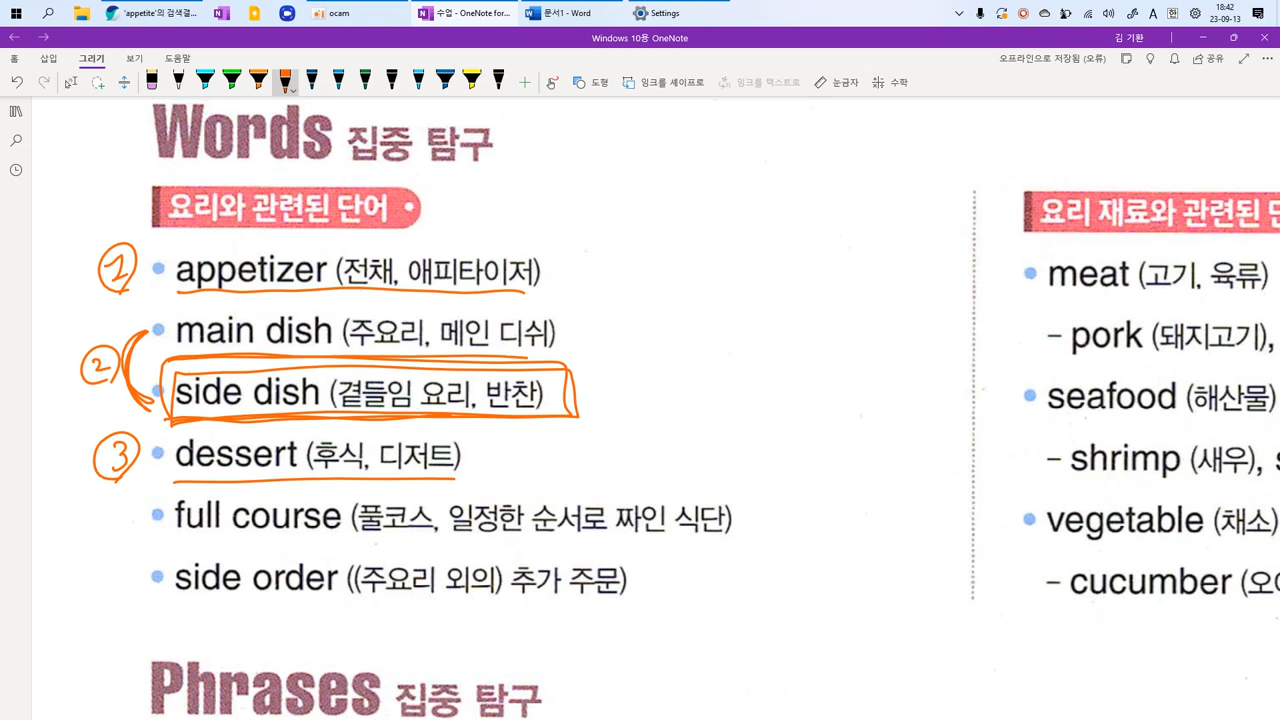 'appetite'의 검색결...
ocam
수업 - OneNote for...
문서1 - Word
Settings
A
한
18:42
23-09-13
Windows 10용 OneNote
김 기환
홈
삽입
그리기
보기
도움말
오프라인으로 저장됨 (오류)
공유
도형
잉크를 셰이프로
잉크를 텍스트로
눈금자
수학
Words 집중 탐구
요리와 관련된 단어
① appetizer (전채, 애피타이저)
② main dish (주요리, 메인 디쉬)
side dish (곁들임 요리, 반찬)
③ dessert (후식, 디저트)
full course (풀코스, 일정한 순서로 짜인 식단)
side order ((주요리 외의) 추가 주문)
요리 재료와 관련된
meat (고기, 육류)
– pork (돼지고기),
seafood (해산물)
– shrimp (새우),
vegetable (채소)
– cucumber
Phrases 집중 탐구